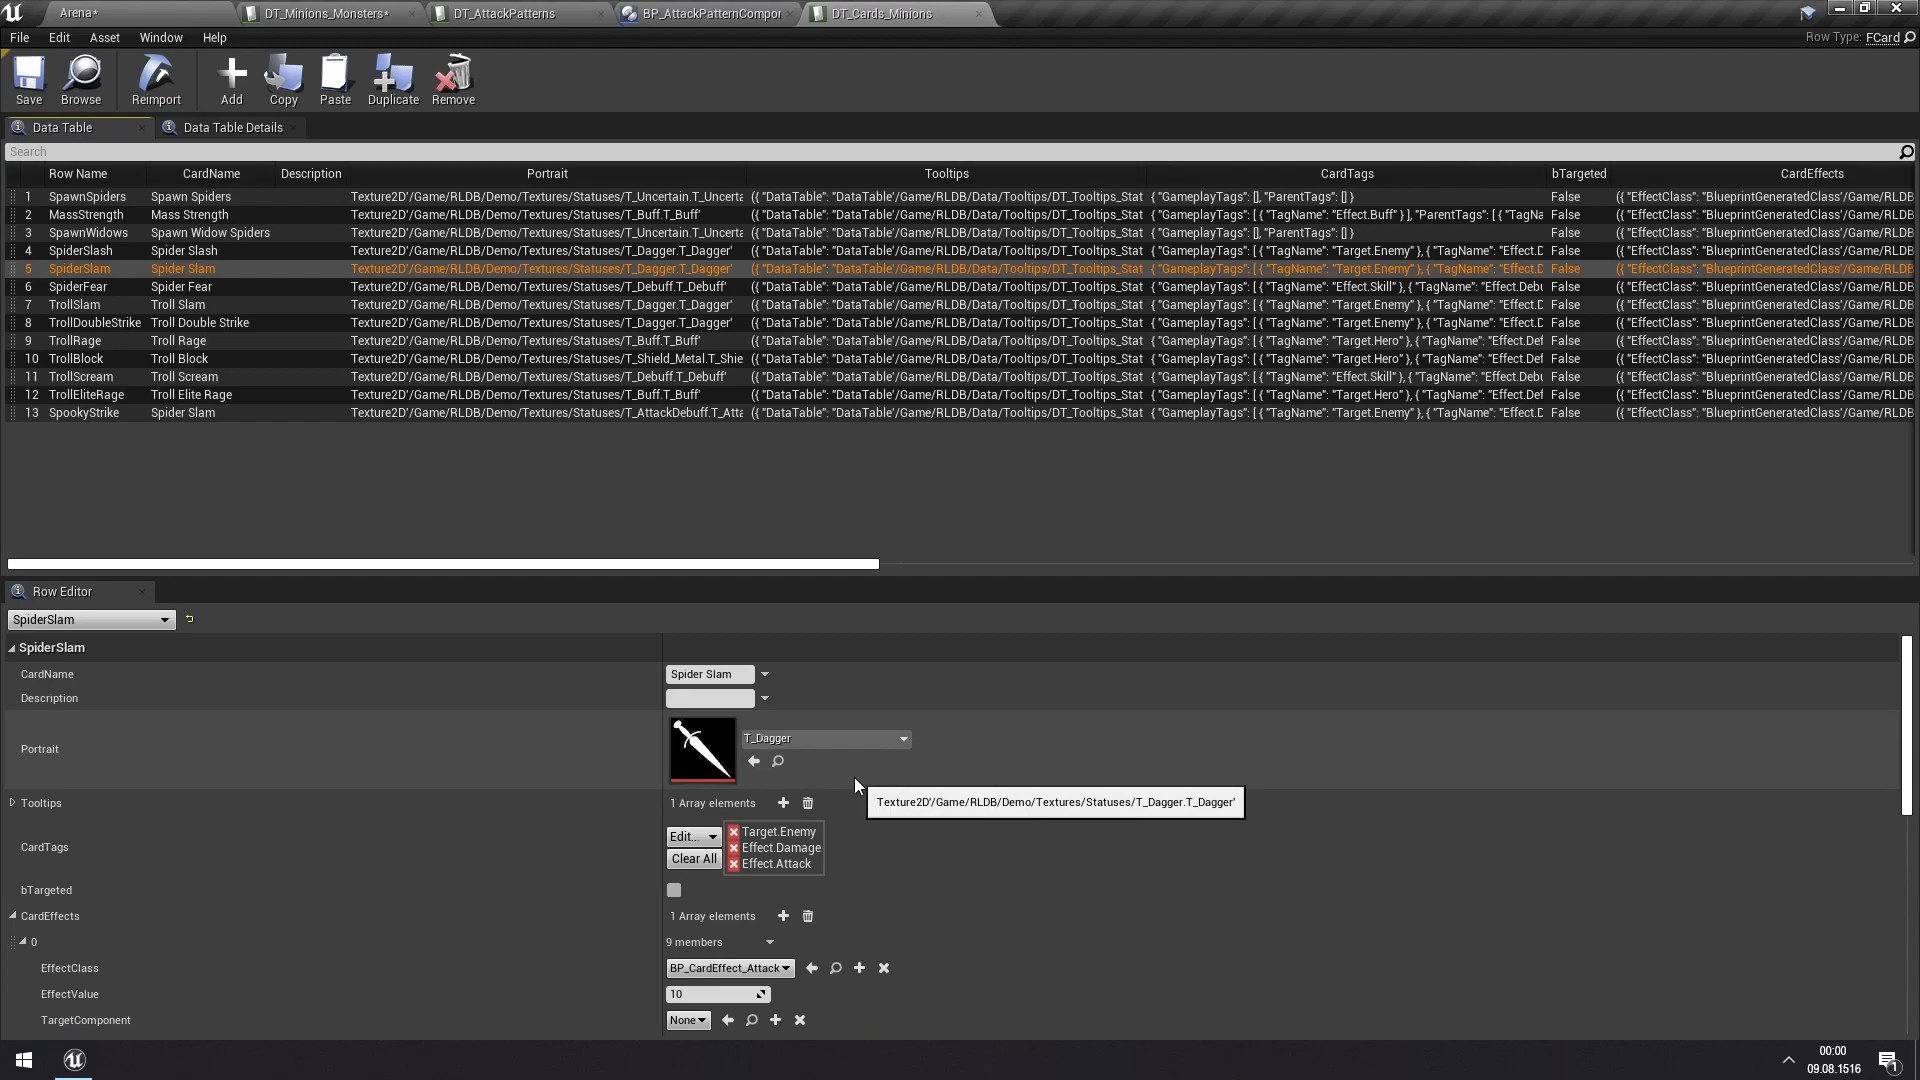 Arena*
DT_Minions_Monsters*
DT_AttackPatterns
BP_AttackPatternCompor
DT_Cards_Minions
File Edit Asset Window Help
Row Type: FCard
Save Browse Reimport Add Copy Paste Duplicate Remove
Data Table
Data Table Details
Search
Row Name CardName Description Portrait Tooltips CardTags bTargeted CardEffects
1 SpawnSpiders Spawn Spiders Texture2D'/Game/RLDB/Demo/Textures/Statuses/T_Uncertain.T_Uncerta ({ "DataTable": "DataTable'/Game/RLDB/Data/Tooltips/DT_Tooltips_Stat { "GameplayTags": [], "ParentTags": [] } False ({ "EffectClass": "BlueprintGeneratedClass'/Game/RLDB
2 MassStrength Mass Strength Texture2D'/Game/RLDB/Demo/Textures/Statuses/T_Buff.T_Buff' ({ "DataTable": "DataTable'/Game/RLDB/Data/Tooltips/DT_Tooltips_Stat { "GameplayTags": [ { "TagName": "Effect.Buff" } ], "ParentTags": [ { "TagNa False ({ "EffectClass": "BlueprintGeneratedClass'/Game/RLDB
3 SpawnWidows Spawn Widow Spiders Texture2D'/Game/RLDB/Demo/Textures/Statuses/T_Uncertain.T_Uncerta ({ "DataTable": "DataTable'/Game/RLDB/Data/Tooltips/DT_Tooltips_Stat { "GameplayTags": [], "ParentTags": [] } False ({ "EffectClass": "BlueprintGeneratedClass'/Game/RLDB
4 SpiderSlash Spider Slash Texture2D'/Game/RLDB/Demo/Textures/Statuses/T_Dagger.T_Dagger' ({ "DataTable": "DataTable'/Game/RLDB/Data/Tooltips/DT_Tooltips_Stat { "GameplayTags": [ { "TagName": "Target.Enemy" }, { "TagName": "Effect.D False ({ "EffectClass": "BlueprintGeneratedClass'/Game/RLDB
5 SpiderSlam Spider Slam Texture2D'/Game/RLDB/Demo/Textures/Statuses/T_Dagger.T_Dagger' ({ "DataTable": "DataTable'/Game/RLDB/Data/Tooltips/DT_Tooltips_Stat { "GameplayTags": [ { "TagName": "Target.Enemy" }, { "TagName": "Effect.D False ({ "EffectClass": "BlueprintGeneratedClass'/Game/RLDB
6 SpiderFear Spider Fear Texture2D'/Game/RLDB/Demo/Textures/Statuses/T_Debuff.T_Debuff' ({ "DataTable": "DataTable'/Game/RLDB/Data/Tooltips/DT_Tooltips_Stat { "GameplayTags": [ { "TagName": "Effect.Skill" }, { "TagName": "Effect.Debu False ({ "EffectClass": "BlueprintGeneratedClass'/Game/RLDB
7 TrollSlam Troll Slam Texture2D'/Game/RLDB/Demo/Textures/Statuses/T_Dagger.T_Dagger' ({ "DataTable": "DataTable'/Game/RLDB/Data/Tooltips/DT_Tooltips_Stat { "GameplayTags": [ { "TagName": "Target.Enemy" }, { "TagName": "Effect.D False ({ "EffectClass": "BlueprintGeneratedClass'/Game/RLDB
8 TrollDoubleStrike Troll Double Strike Texture2D'/Game/RLDB/Demo/Textures/Statuses/T_Dagger.T_Dagger' ({ "DataTable": "DataTable'/Game/RLDB/Data/Tooltips/DT_Tooltips_Stat { "GameplayTags": [ { "TagName": "Target.Enemy" }, { "TagName": "Effect.D False ({ "EffectClass": "BlueprintGeneratedClass'/Game/RLDB
9 TrollRage Troll Rage Texture2D'/Game/RLDB/Demo/Textures/Statuses/T_Buff.T_Buff' ({ "DataTable": "DataTable'/Game/RLDB/Data/Tooltips/DT_Tooltips_Stat { "GameplayTags": [ { "TagName": "Target.Hero" }, { "TagName": "Effect.Def False ({ "EffectClass": "BlueprintGeneratedClass'/Game/RLDB
10 TrollBlock Troll Block Texture2D'/Game/RLDB/Demo/Textures/Statuses/T_Shield_Metal.T_Shie ({ "DataTable": "DataTable'/Game/RLDB/Data/Tooltips/DT_Tooltips_Stat { "GameplayTags": [ { "TagName": "Target.Hero" }, { "TagName": "Effect.Def False ({ "EffectClass": "BlueprintGeneratedClass'/Game/RLDB
11 TrollScream Troll Scream Texture2D'/Game/RLDB/Demo/Textures/Statuses/T_Debuff.T_Debuff' ({ "DataTable": "DataTable'/Game/RLDB/Data/Tooltips/DT_Tooltips_Stat { "GameplayTags": [ { "TagName": "Effect.Skill" }, { "TagName": "Effect.Debu False ({ "EffectClass": "BlueprintGeneratedClass'/Game/RLDB
12 TrollEliteRage Troll Elite Rage Texture2D'/Game/RLDB/Demo/Textures/Statuses/T_Buff.T_Buff' ({ "DataTable": "DataTable'/Game/RLDB/Data/Tooltips/DT_Tooltips_Stat { "GameplayTags": [ { "TagName": "Target.Hero" }, { "TagName": "Effect.Def False ({ "EffectClass": "BlueprintGeneratedClass'/Game/RLDB
13 SpookyStrike Spider Slam Texture2D'/Game/RLDB/Demo/Textures/Statuses/T_AttackDebuff.T_Atta ({ "DataTable": "DataTable'/Game/RLDB/Data/Tooltips/DT_Tooltips_Stat { "GameplayTags": [ { "TagName": "Target.Enemy" }, { "TagName": "Effect.D False ({ "EffectClass": "BlueprintGeneratedClass'/Game/RLDB
Row Editor
SpiderSlam
SpiderSlam
CardName Spider Slam
Description
Portrait T_Dagger
Tooltips 1 Array elements
Texture2D'/Game/RLDB/Demo/Textures/Statuses/T_Dagger.T_Dagger'
CardTags Edit... Clear All
Target.Enemy
Effect.Damage
Effect.Attack
bTargeted
CardEffects 1 Array elements
0 9 members
EffectClass BP_CardEffect_Attack
EffectValue 10
TargetComponent None
00:00
09.08.1516
1